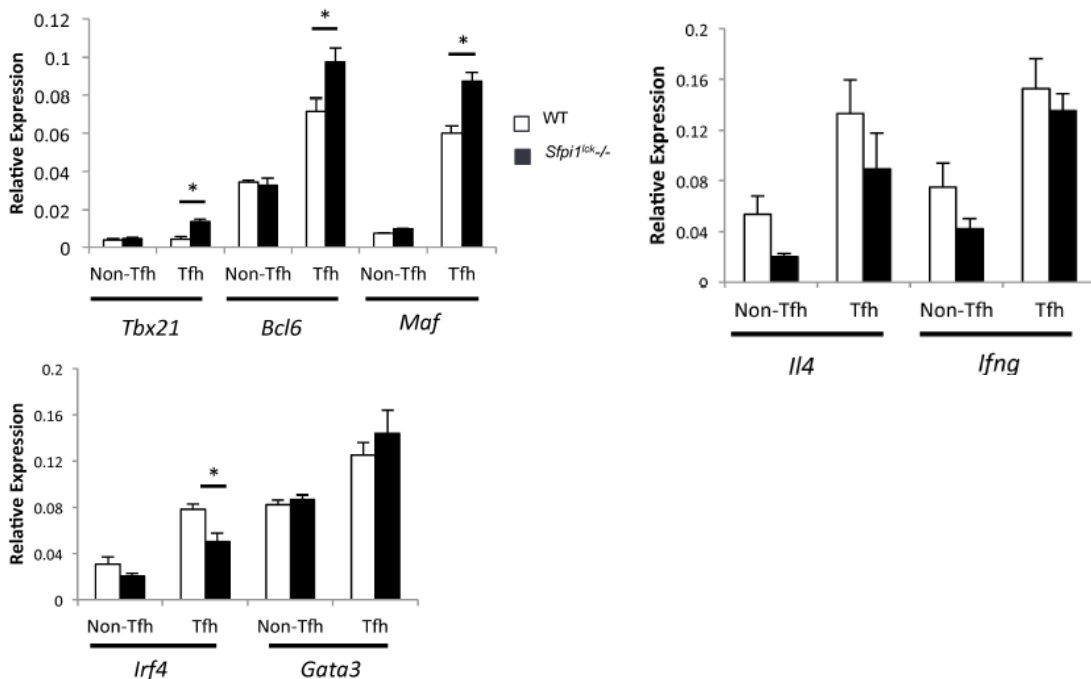 Relative Expression
0.12
0.1
0.08
0.06
0.04
0.02
0
*
*
*
Non-Tfh Tfh Non-Tfh Tfh Non-Tfh Tfh
Tbx21 Bcl6 Maf
WT
Sfpi1lck-/-
Relative Expression
0.2
0.16
0.12
0.08
0.04
0
Non-Tfh Tfh Non-Tfh Tfh
Il4 Ifng
Relative Expression
0.2
0.16
0.12
0.08
0.04
0
*
Non-Tfh Tfh Non-Tfh Tfh
Irf4 Gata3